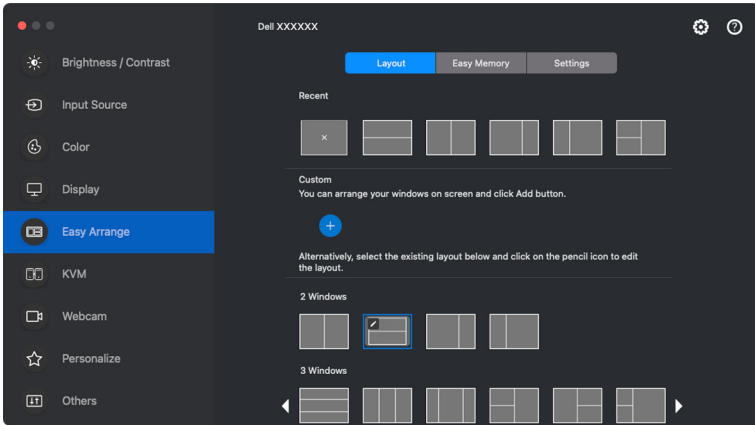 Dell XXXXXX
Brightness / Contrast
Input Source
Color
Display
Easy Arrange
KVM
Webcam
Personalize
Others
Layout
Easy Memory
Settings
Recent
Custom
You can arrange your windows on screen and click Add button.
Alternatively, select the existing layout below and click on the pencil icon to edit
the layout.
2 Windows
3 Windows